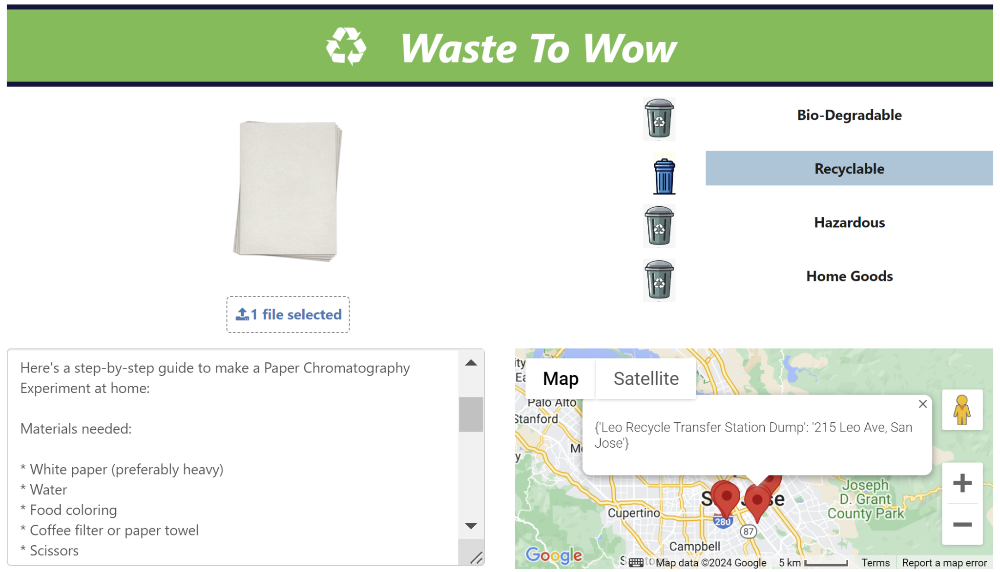 Waste To Wow
Bio-Degradable
Recyclable
Hazardous
Home Goods
1 file selected
Here's a step-by-step guide to make a Paper Chromatography
Experiment at home:
Materials needed:
* White paper (preferably heavy)
* Water
* Food coloring
* Coffee filter or paper towel
* Scissors
Map
Satellite
Palo Alto
Stanford
{'Leo Recycle Transfer Station Dump': '215 Leo Ave, San
Jose'}
Joseph
D. Grant
County Park
Cupertino
280
87
Campbell
Google
Map data ©2024 Google
5 km
Terms
Report a map error